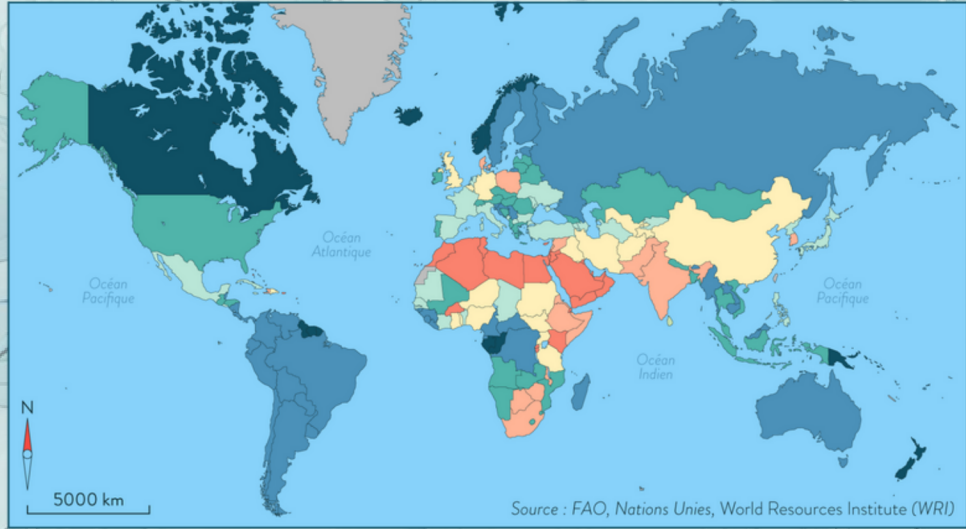 Océan
Atlantique
Océan
Pacifique
Océan
Pacifique
Océan
Indien
N
5000 km
Source : FAO, Nations Unies, World Resources Institute (WRI)